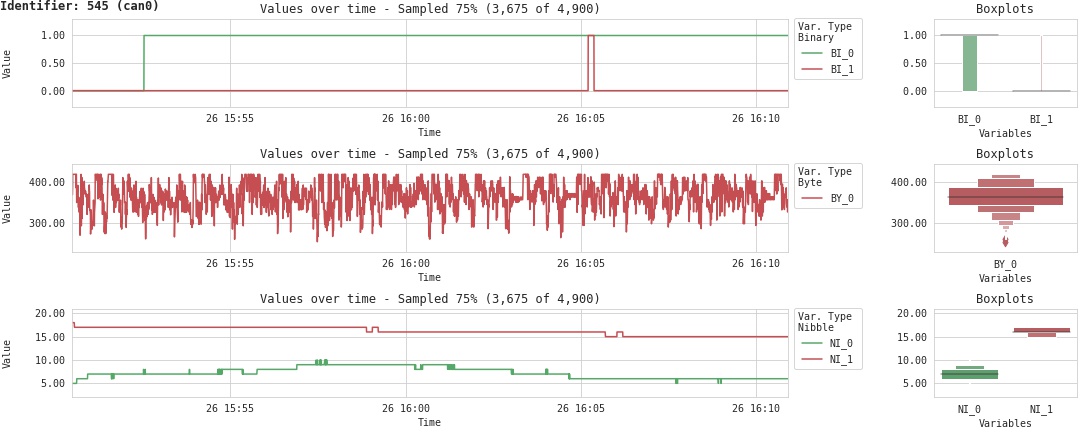 Identifier: 545 (can0)
Values over time - Sampled 75% (3,675 of 4,900)
Boxplots
Value
1.00
0.50
0.00
26 15:55
26 16:00
26 16:05
26 16:10
Time
Var. Type
Binary
BI_0
BI_1
1.00
0.50
0.00
BI_0
BI_1
Variables
Values over time - Sampled 75% (3,675 of 4,900)
Boxplots
Value
400.00
300.00
26 15:55
26 16:00
26 16:05
26 16:10
Time
Var. Type
Byte
BY_0
400.00
300.00
BY_0
Variables
Values over time - Sampled 75% (3,675 of 4,900)
Boxplots
Value
20.00
15.00
10.00
5.00
26 15:55
26 16:00
26 16:05
26 16:10
Time
Var. Type
Nibble
NI_0
NI_1
20.00
15.00
10.00
5.00
NI_0
NI_1
Variables